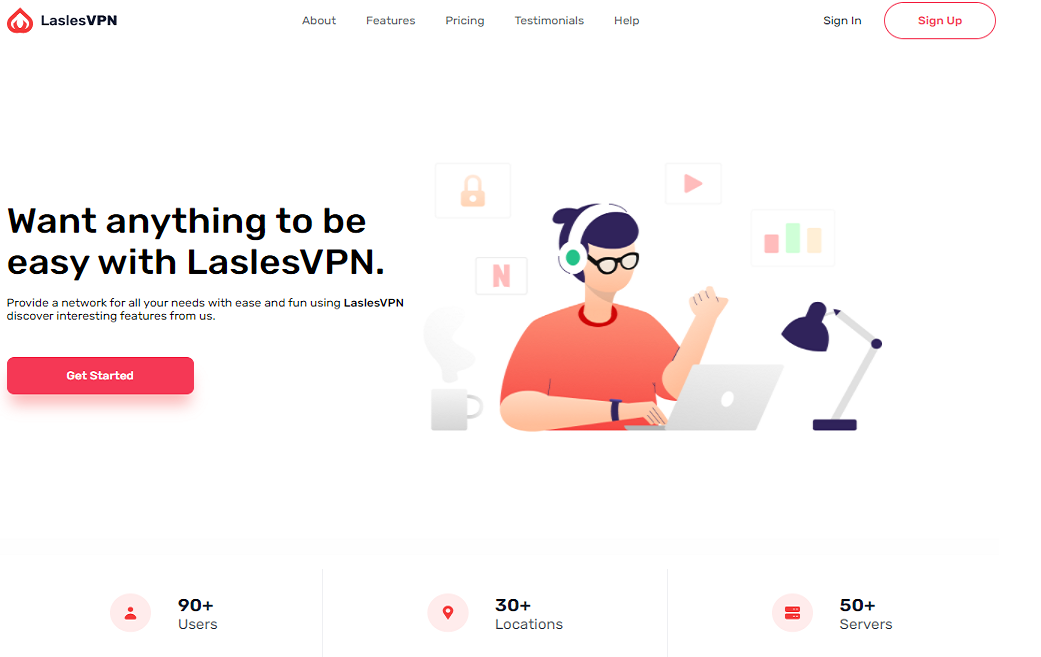 LaslesVPN
About
Features
Pricing
Testimonials
Help
Sign In
Sign Up
Want anything to be
easy with LaslesVPN.
Provide a network for all your needs with ease and fun using LaslesVPN
discover interesting features from us.
Get Started
N
90+
Users
30+
Locations
50+
Servers